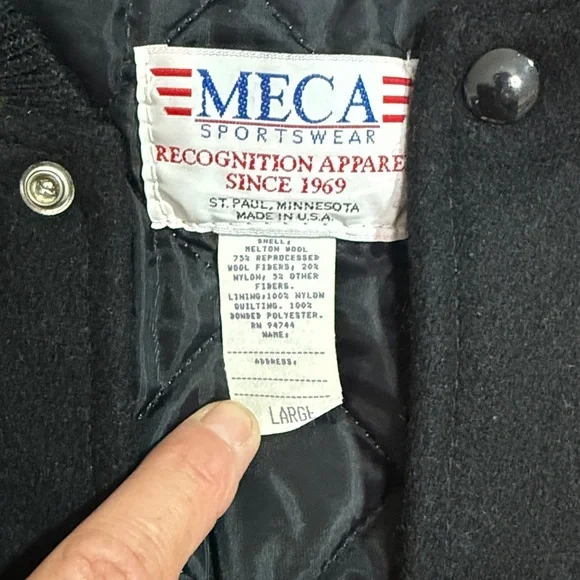 MECA
SPORTSWEAR
RECOGNITION APPARE
SINCE 1969
ST. PAUL, MINNESOTA
MADE IN U.S.A.
SHELL;
MELTON WOOL
75% REPROCESSED
WOOL FIBERS; 20%
NYLON; 5% OTHER
FIBERS.
LINING:100% NYLON
QUILTING. 100%
BONDED POLYESTER.
RN 94744
NAME:
ADDRESS:
LARGE